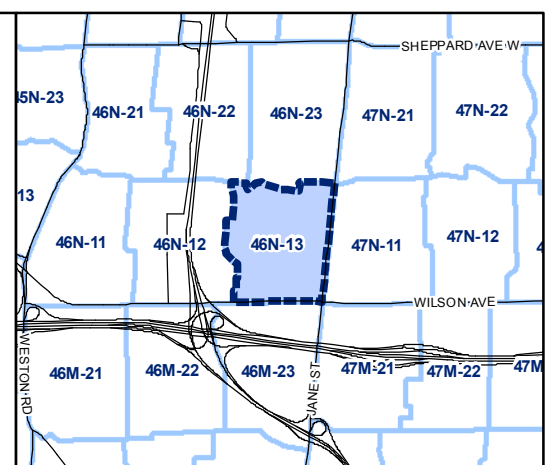 SHEPPARD AVE W
45N-23
46N-21
46N-22
46N-23
47N-21
47N-22
13
46N-11
46N-12
46N-13
47N-11
47N-12
4
WILSON AVE
WESTON RD
46M-21
46M-22
46M-23
JANE ST
47M-21
47M-22
47M